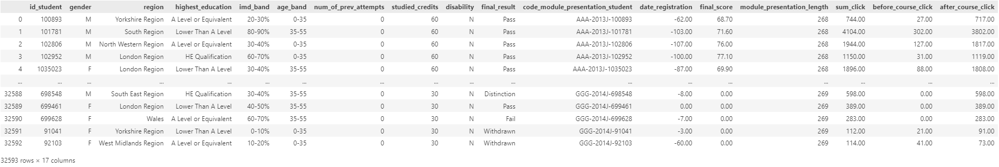 id_student gender region highest_education imd_band age_band num_of_prev_attempts studied_credits disability final_result code_module_presentation_student date_registration final_score module_presentation_length sum_click before_course_click after_course_click
0 100893 M Yorkshire Region A Level or Equivalent 20-30% 0-35 0 60 N Pass AAA-2013J-100893 -62.00 68.70 268 744.00 27.00 717.00
1 101781 M South Region Lower Than A Level 80-90% 35-55 0 60 N Pass AAA-2013J-101781 -103.00 71.60 268 4104.00 302.00 3802.00
2 102806 M North Western Region A Level or Equivalent 30-40% 0-35 0 60 N Pass AAA-2013J-102806 -107.00 76.00 268 1944.00 127.00 1817.00
3 102952 M London Region HE Qualification 60-70% 0-35 0 60 N Pass AAA-2013J-102952 -100.00 77.10 268 1150.00 31.00 1119.00
4 1035023 F London Region Lower Than A Level 30-40% 35-55 0 60 N Pass AAA-2013J-1035023 -87.00 69.90 268 1896.00 88.00 1808.00
... ... ... ... ... ... ... ... ... ... ... ... ... ... ... ... ... ...
32588 698548 M South East Region HE Qualification 30-40% 35-55 0 30 N Distinction GGG-2014J-698548 -8.00 0.00 269 598.00 0.00 598.00
32589 699461 F London Region Lower Than A Level 40-50% 35-55 0 30 N Pass GGG-2014J-699461 0.00 0.00 269 389.00 0.00 389.00
32590 699628 F Wales A Level or Equivalent 60-70% 35-55 0 30 N Fail GGG-2014J-699628 -7.00 0.00 269 283.00 0.00 283.00
32591 91041 F Yorkshire Region Lower Than A Level 0-10% 0-35 0 30 N Withdrawn GGG-2014J-91041 -3.00 0.00 269 112.00 21.00 91.00
32592 92103 F West Midlands Region A Level or Equivalent 10-20% 0-35 0 30 N Withdrawn GGG-2014J-92103 -60.00 0.00 269 114.00 41.00 73.00
32593 rows × 17 columns